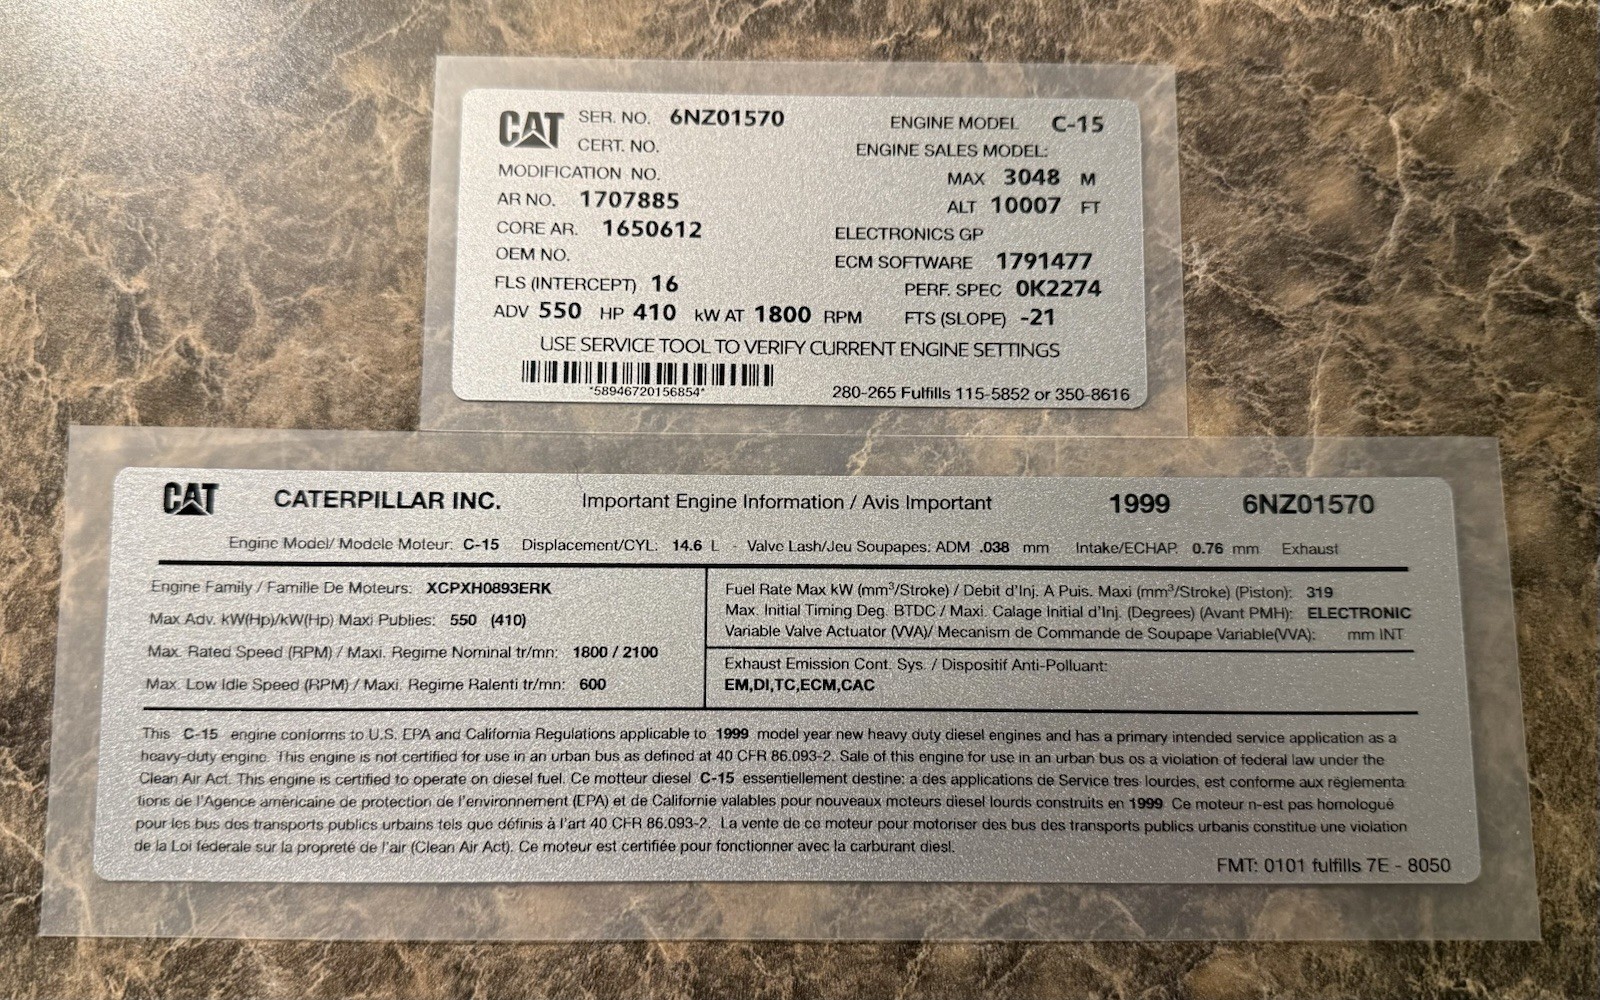 CAT SER. NO. 6NZ01570 ENGINE MODEL C-15
CERT. NO. ENGINE SALES MODEL:
MODIFICATION NO. MAX 3048 M
AR NO. 1707885 ALT 10007 FT
CORE AR. 1650612 ELECTRONICS GP
OEM NO. ECM SOFTWARE 1791477
FLS (INTERCEPT) 16 PERF. SPEC 0K2274
ADV 550 HP 410 kW AT 1800 RPM FTS (SLOPE) -21
USE SERVICE TOOL TO VERIFY CURRENT ENGINE SETTINGS
*58946720156854* 280-265 Fulfills 115-5852 or 350-8616
CAT CATERPILLAR INC. Important Engine Information / Avis Important 1999 6NZ01570
Engine Model/ Modele Moteur: C-15 Displacement/CYL: 14.6 L - Valve Lash/Jeu Soupapes: ADM .038 mm Intake/ECHAP. 0.76 mm Exhaust
Engine Family / Famille De Moteurs: XCPXH0893ERK
Max Adv. kW(Hp)/kW(Hp) Maxi Publies: 550 (410)
Max. Rated Speed (RPM) / Maxi. Regime Nominal tr/mn: 1800 / 2100
Max. Low Idle Speed (RPM) / Maxi. Regime Ralenti tr/mn: 600
Fuel Rate Max kW (mm³/Stroke) / Debit d'Inj. A Puis. Maxi (mm³/Stroke) (Piston): 319
Max. Initial Timing Deg. BTDC / Maxi. Calage Initial d'Inj. (Degrees) (Avant PMH): ELECTRONIC
Variable Valve Actuator (VVA)/ Mecanism de Commande de Soupape Variable(VVA): mm INT
Exhaust Emission Cont. Sys. / Dispositif Anti-Polluant:
EM,DI,TC,ECM,CAC
This C-15 engine conforms to U.S. EPA and California Regulations applicable to 1999 model year new heavy duty diesel engines and has a primary intended service application as a
heavy-duty engine. This engine is not certified for use in an urban bus as defined at 40 CFR 86.093-2. Sale of this engine for use in an urban bus os a violation of federal law under the
Clean Air Act. This engine is certified to operate on diesel fuel. Ce motteur diesel C-15 essentiellement destine: a des applications de Service tres lourdes, est conforme aux règlementa
tions de l'Agence américaine de protection de l'environnement (EPA) et de Californie valables pour nouveaux moteurs diesel lourds construits en 1999 Ce moteur n-est pas homologué
pour les bus des transports publics urbains tels que définis à l'art 40 CFR 86.093-2. La vente de ce moteur pour motoriser des bus des transports publics urbanis constitue une violation
de la Loi fédérale sur la propreté de l'air (Clean Air Act). Ce moteur est certifiée pour fonctionner avec la carburant diesl.
FMT: 0101 fulfills 7E - 8050